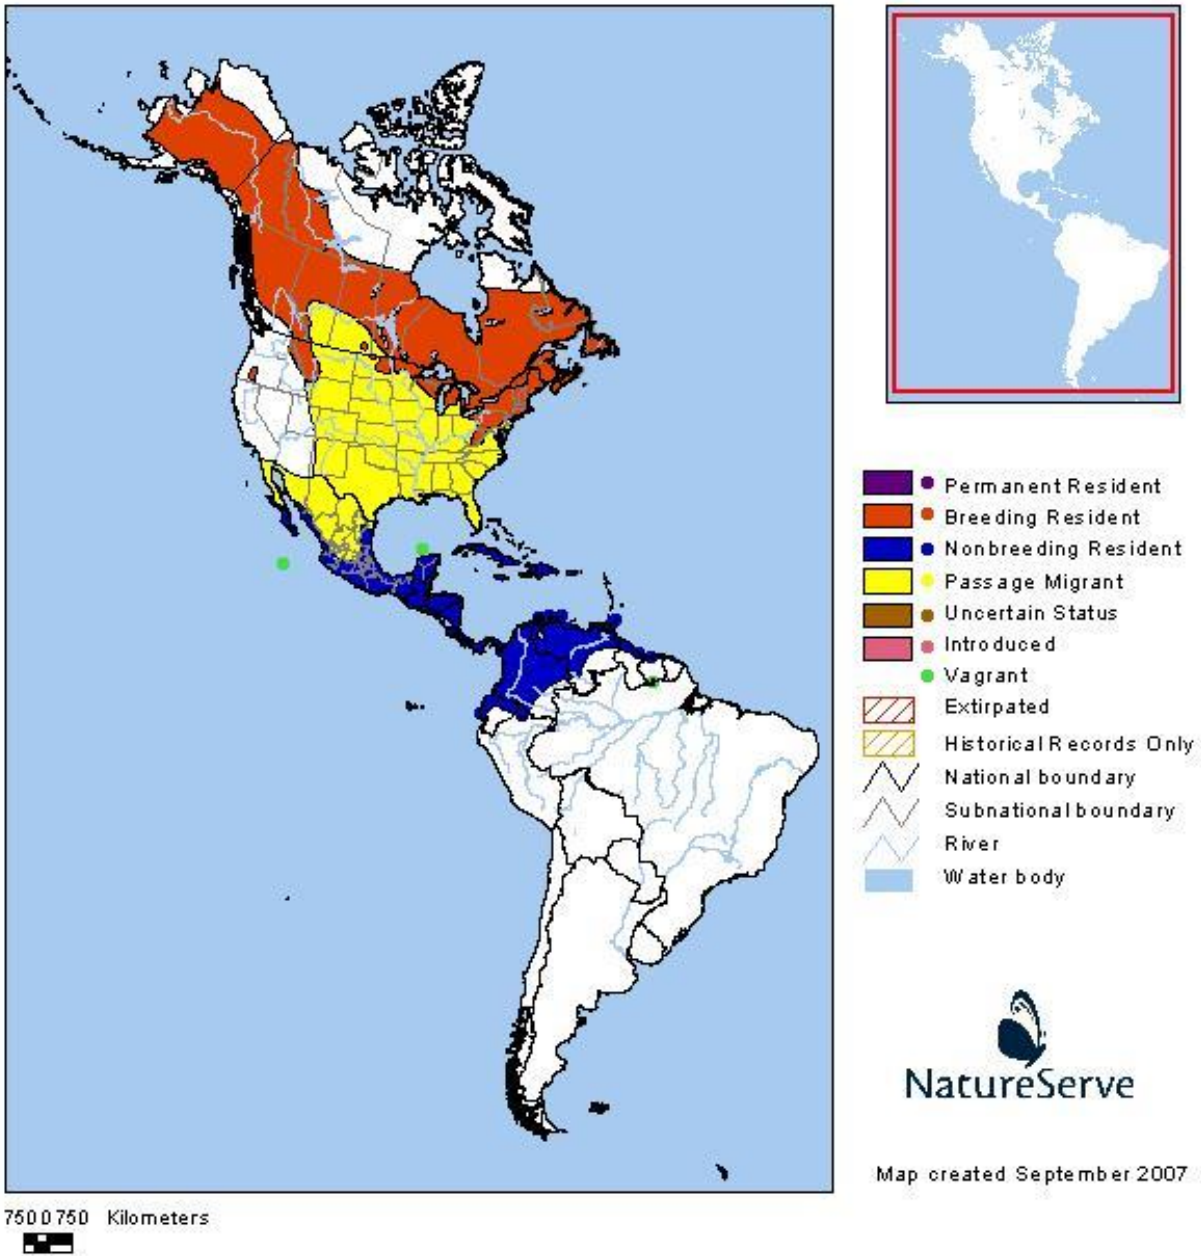 Permanent Resident
Breeding Resident
Nonbreeding Resident
Passage Migrant
Uncertain Status
Introduced
Vagrant
Extirpated
Historical Records Only
National boundary
Subnational boundary
River
Water body
NatureServe
Map created September 2007
750 0 750 Kilometers